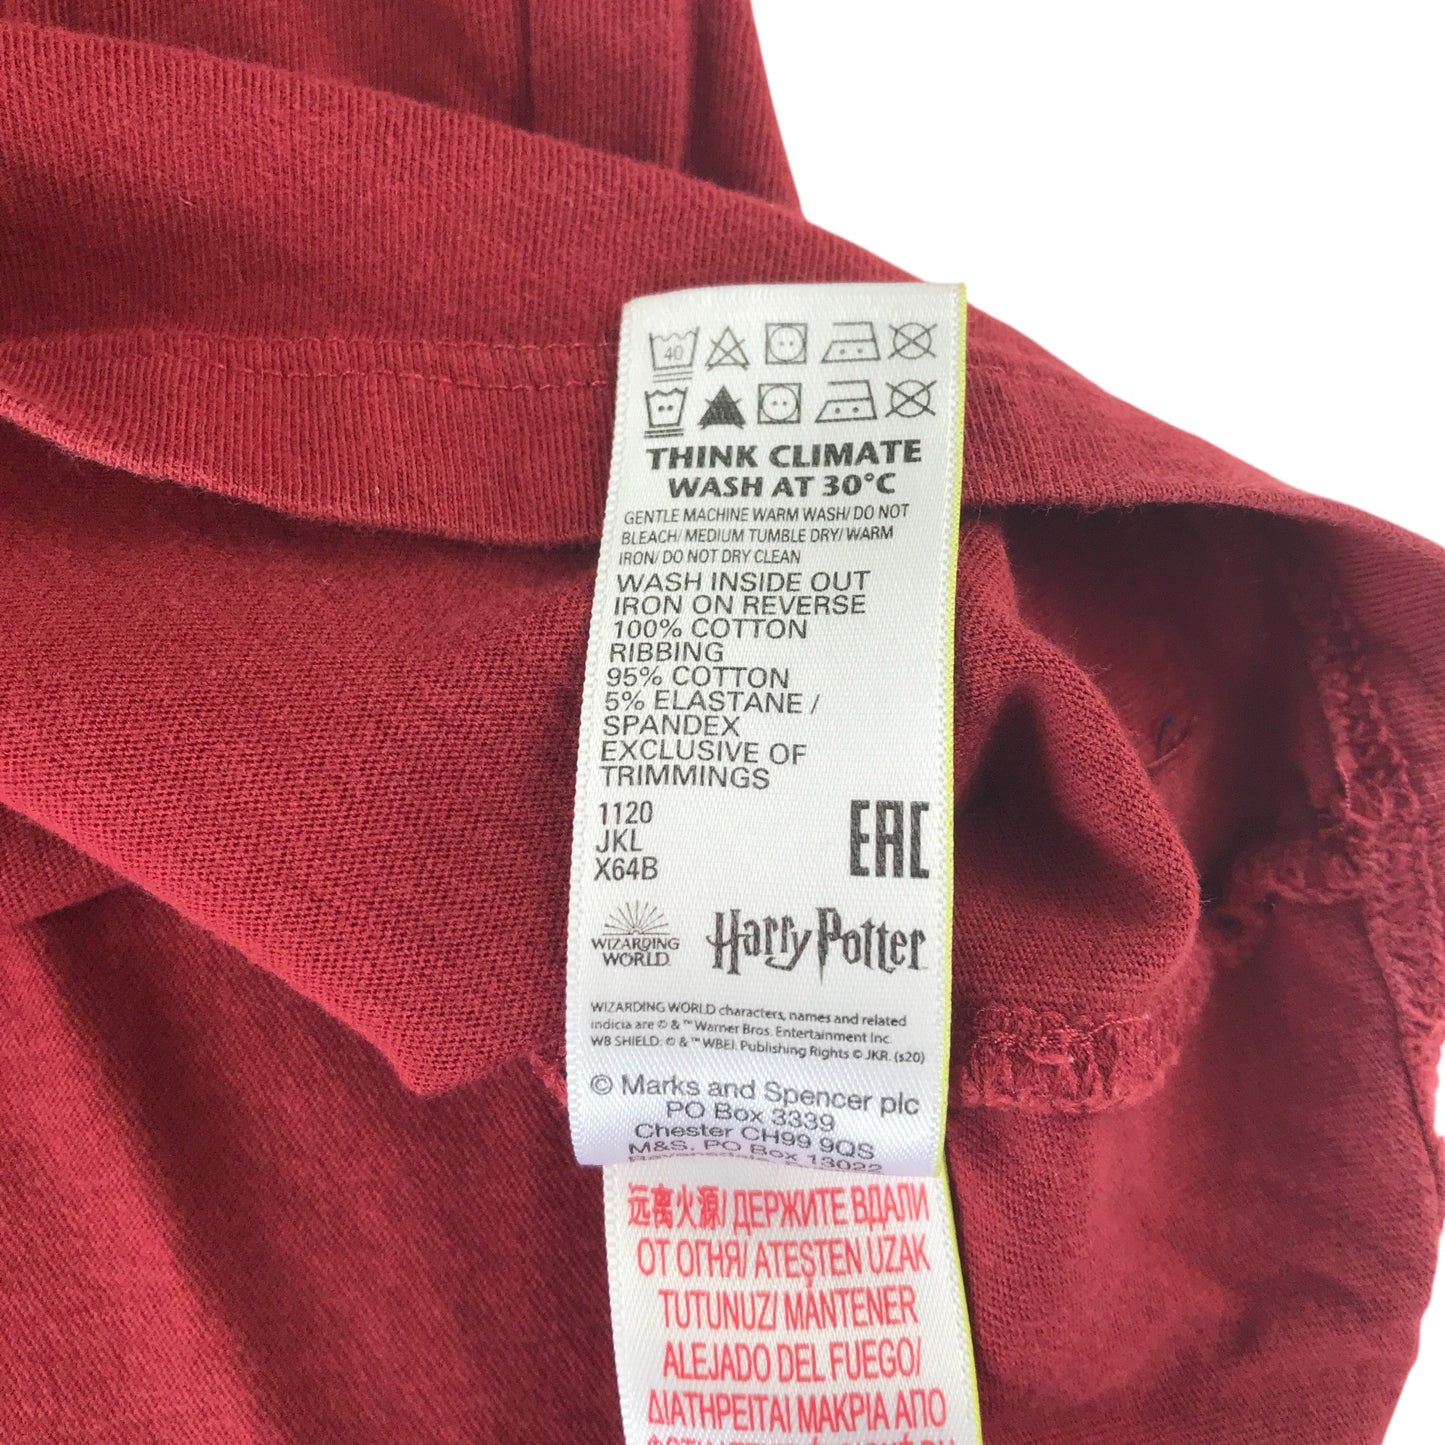 40
THINK CLIMATE
WASH AT 30°C
GENTLE MACHINE WARM WASH/ DO NOT
BLEACH/ MEDIUM TUMBLE DRY/ WARM
IRON/ DO NOT DRY CLEAN
WASH INSIDE OUT
IRON ON REVERSE
100% COTTON
RIBBING
95% COTTON
5% ELASTANE /
SPANDEX
EXCLUSIVE OF
TRIMMINGS
1120
JKL
X64B
EAC
WIZARDING
WORLD
Harry Potter
WIZARDING WORLD characters, names and related
indicia are © & ™ Warner Bros. Entertainment Inc.
WB SHIELD: © & ™ WBEI. Publishing Rights © JKR. (s20)
© Marks and Spencer plc
PO Box 3339
Chester CH99 9QS
M&S, PO Box 13022
远离火源/ ДЕРЖИТЕ ВДАЛИ
ОТ ОГНЯ/ ATEŞTEN UZAK
TUTUNUZ/ MANTENER
ALEJADO DEL FUEGO/
ΔΙΑΤΗΡΕΙΤΑΙ ΜΑΚΡΙΑ ΑΠΟ